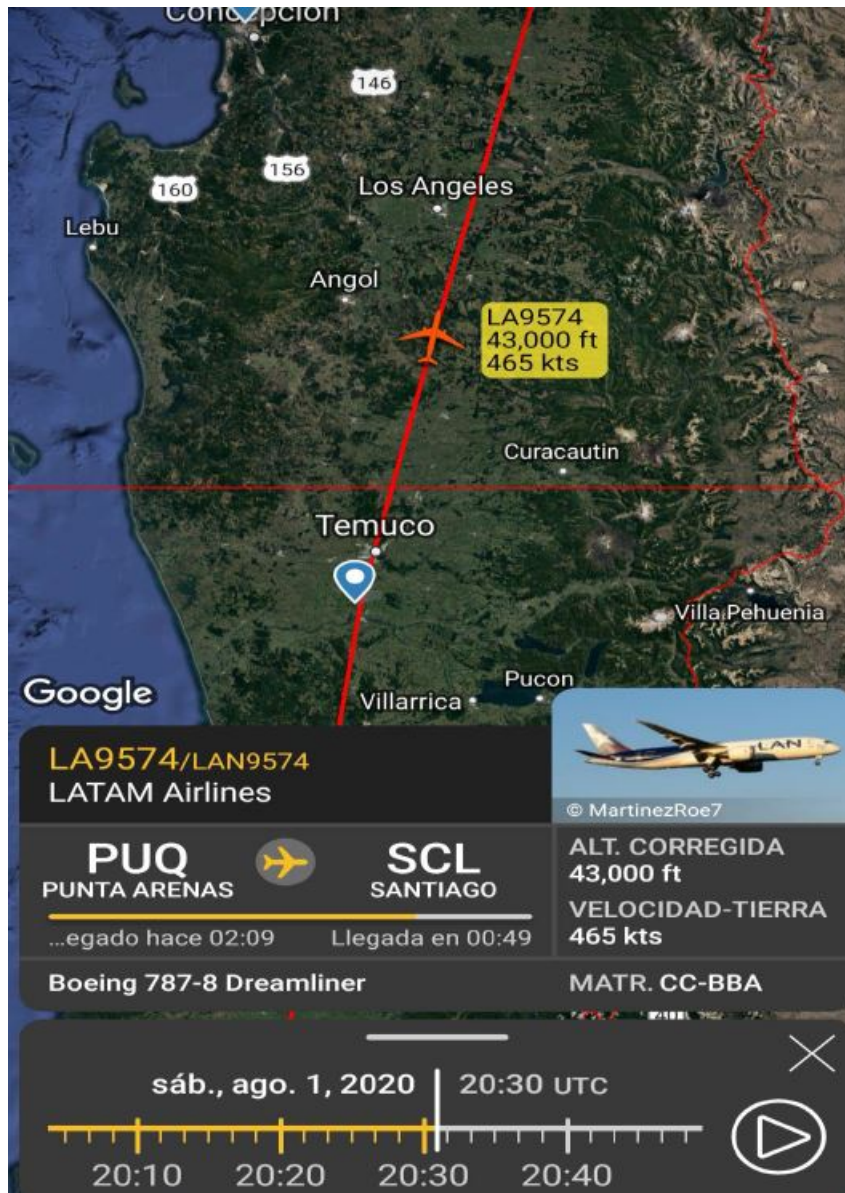 Concepcion
146
156
160
Los Angeles
Lebu
Angol
LA9574
43,000 ft
465 kts
Curacautin
Temuco
Villa Pehuenia
Pucon
Villarrica
Google
LA9574/LAN9574
LATAM Airlines
LAN
© MartinezRoe7
PUQ
PUNTA ARENAS
SCL
SANTIAGO
ALT. CORREGIDA
43,000 ft
VELOCIDAD-TIERRA
465 kts
...egado hace 02:09
Llegada en 00:49
Boeing 787-8 Dreamliner
MATR. CC-BBA
sáb., ago. 1, 2020
20:30 UTC
20:10
20:20
20:30
20:40